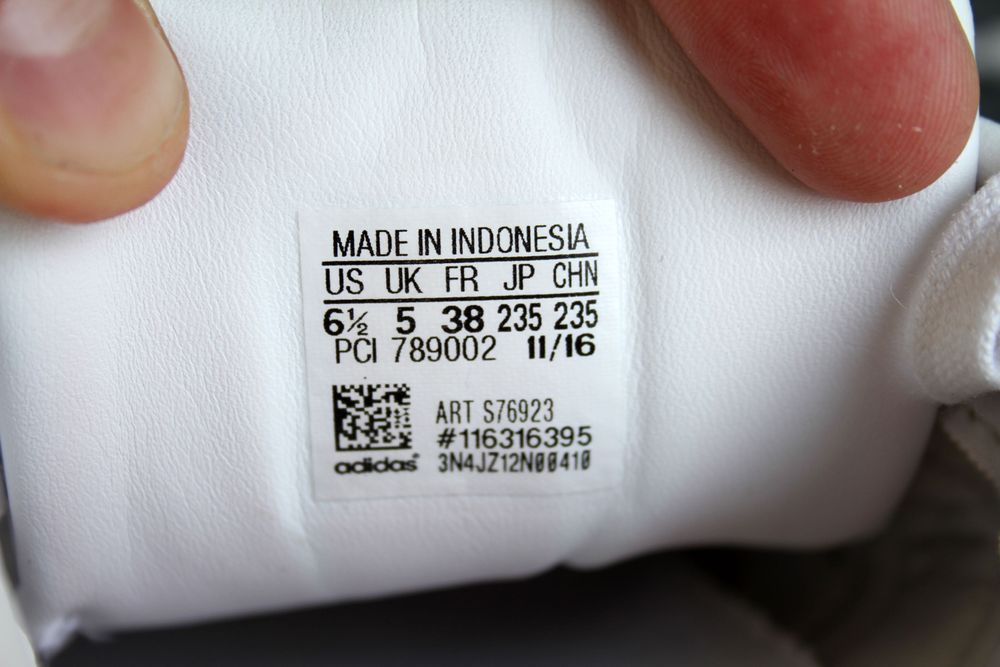 MADE IN INDONESIA
US UK FR JP CHN
6½ 5 38 235 235
PCI 789002 11/16
ART S76923
#116316395
adidas 3N4JZ12N00410